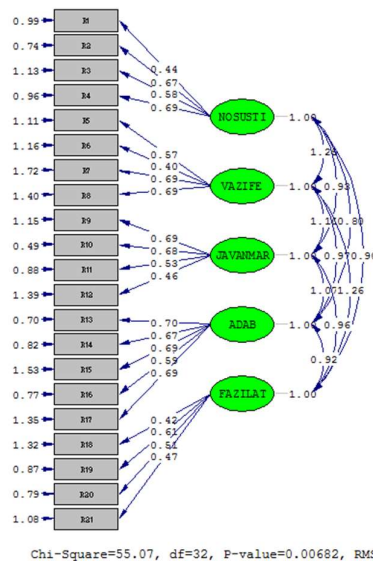 0.99 R1
0.74 R2
1.13 R3
0.96 R4
1.11 R5
1.16 R6
1.72 R7
1.40 R8
1.15 R9
0.49 R10
0.88 R11
1.39 R12
0.70 R13
0.82 R14
1.53 R15
0.77 R16
1.35 R17
1.32 R18
0.87 R19
0.79 R20
1.08 R21
0.44
0.67
0.58
0.69
0.57
0.40
0.69
0.69
0.69
0.68
0.53
0.46
0.70
0.67
0.69
0.59
0.69
0.42
0.61
0.51
0.47
NOSUSTI 1.00
VAZIFE 1.00
JAVANMAR 1.00
ADAB 1.00
FAZILAT 1.00
0.93
0.80
0.97
1.07
1.26
0.96
0.92
Chi-Square=55.07, df=32, P-value=0.00682, RMS